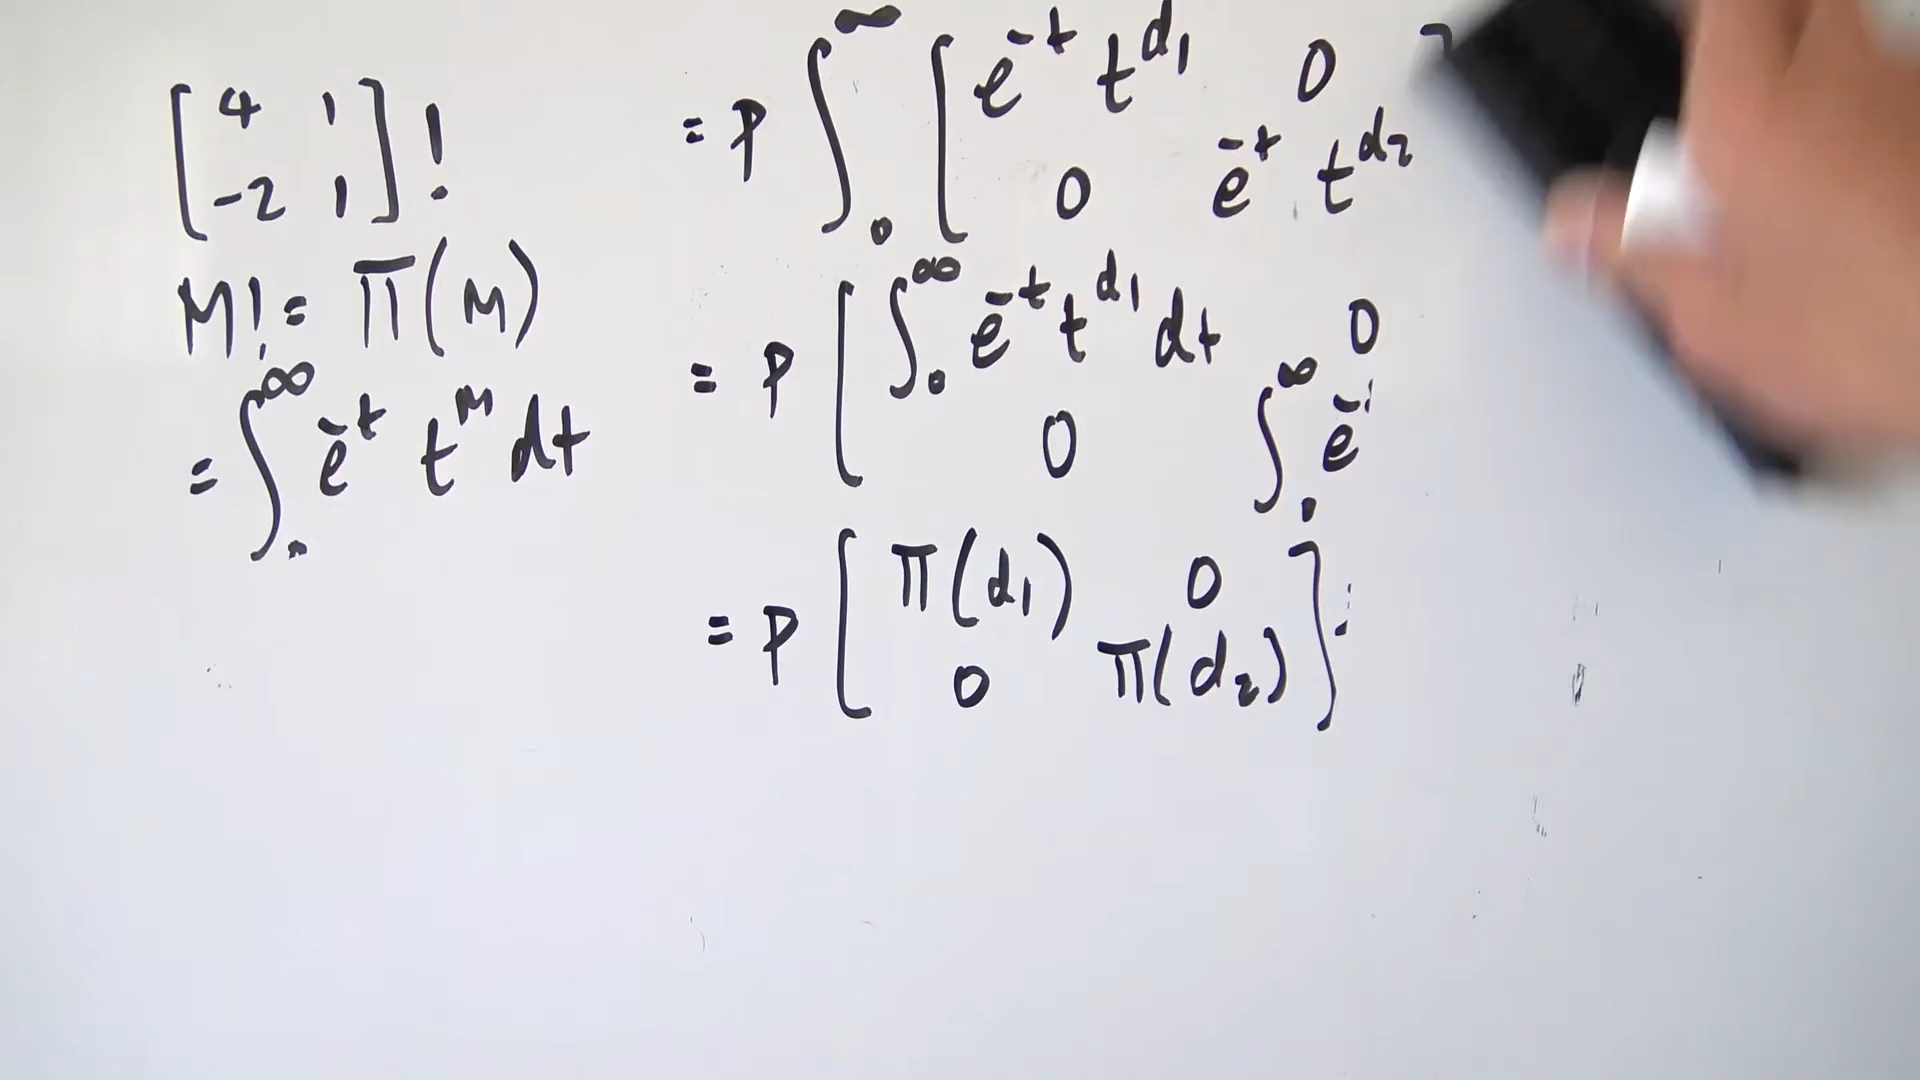 [4 1
-2 1]!
M! = Π(M)
= ∫₀^∞ e^-t t^M dt
= P ∫₀^∞ [e^-t t^d1 0
0 e^-t t^d2
= P [∫₀^∞ e^-t t^d1 dt 0
0 ∫₀^∞ e^-
= P [Π(d1) 0
0 Π(d2)]